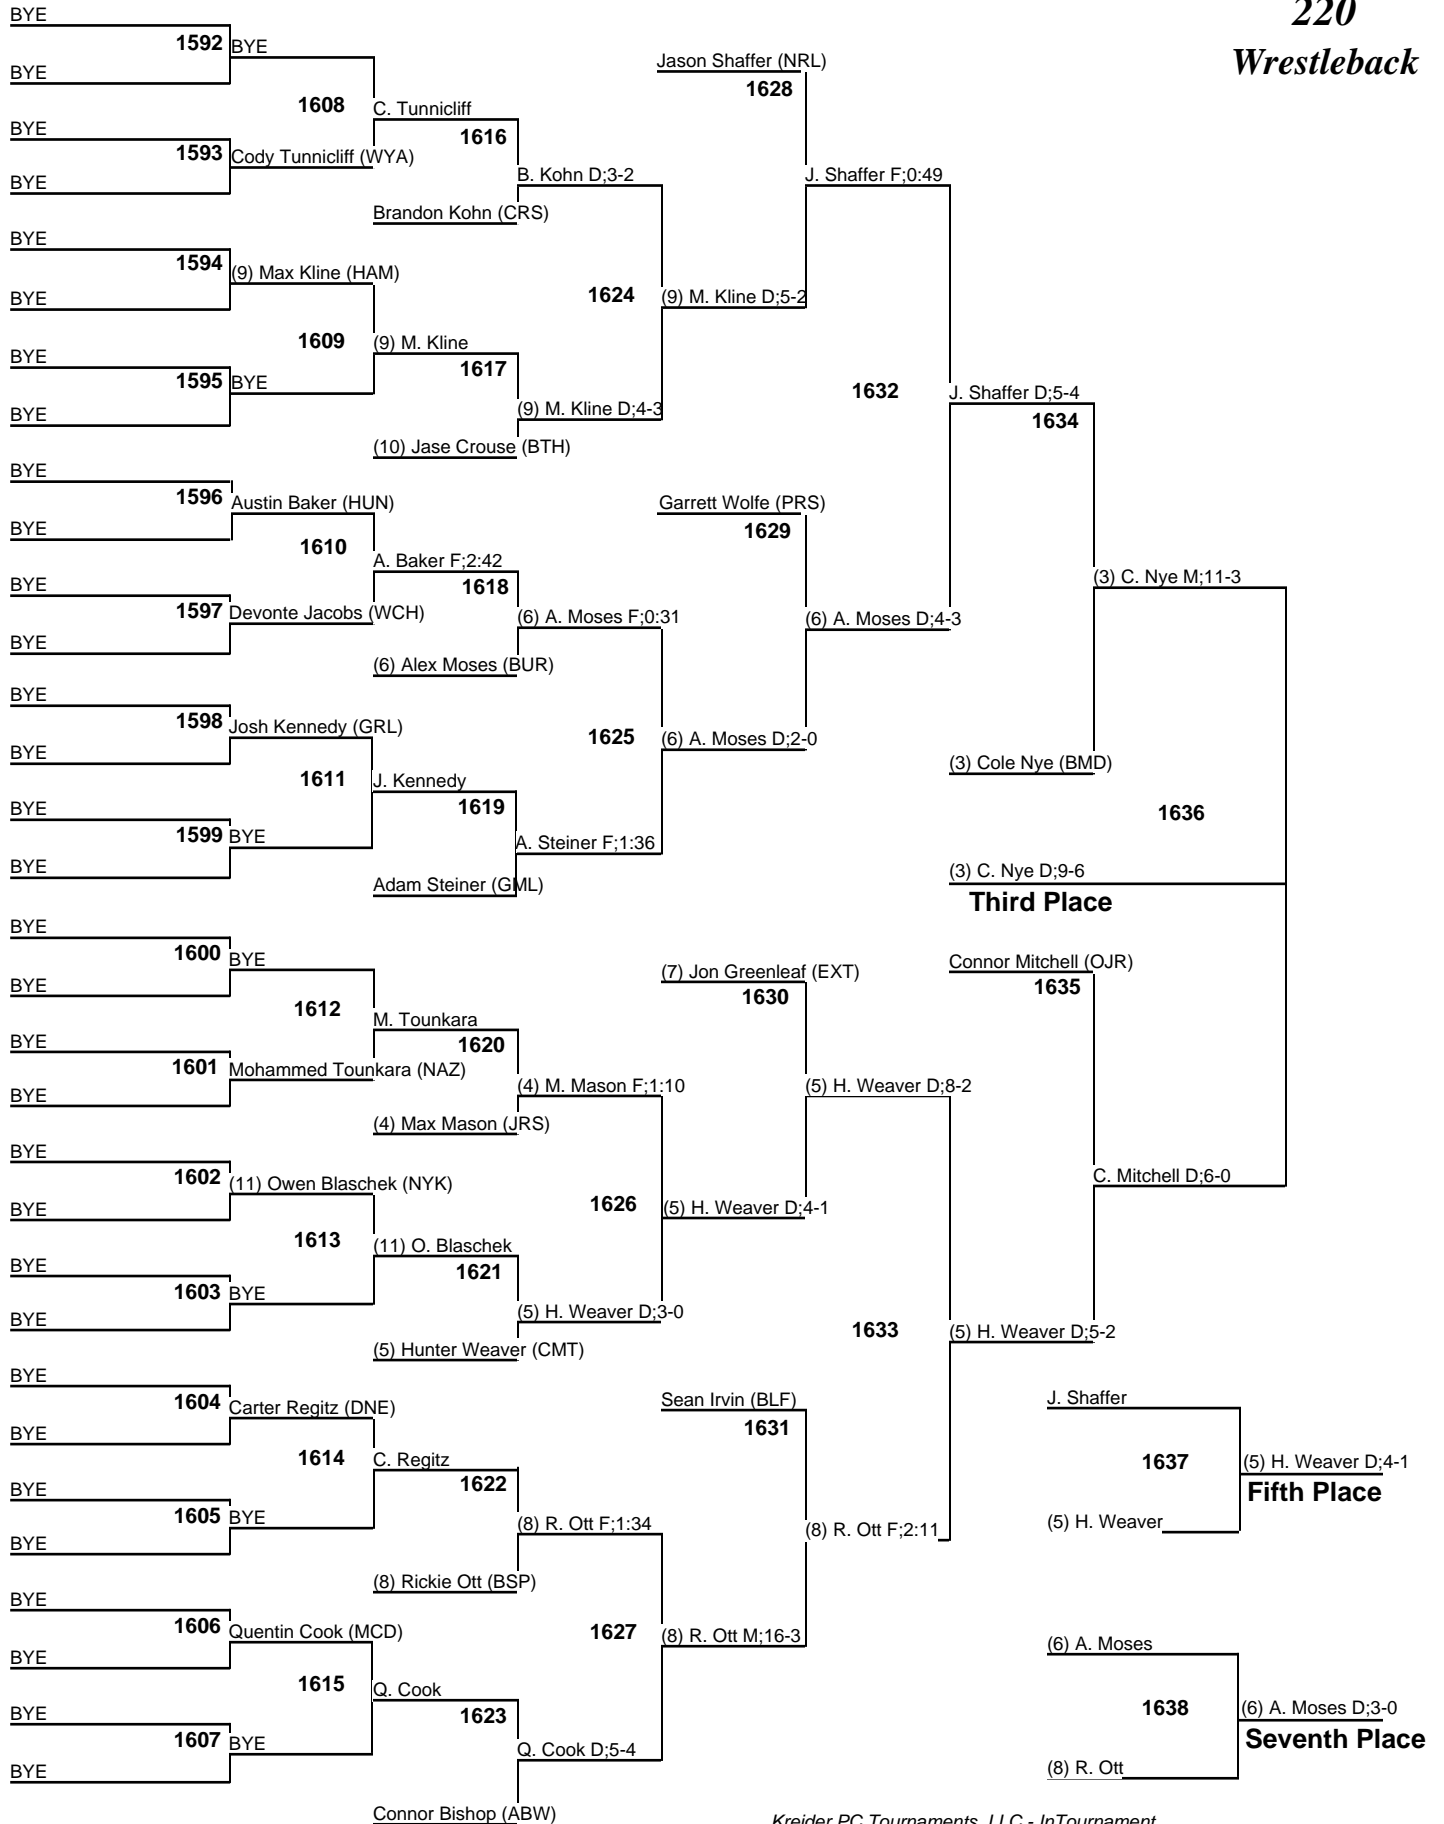 220
Wrestleback
BYE
1592
BYE
BYE
1608
C. Tunnicliff
1616
BYE
1593
Cody Tunnicliff (WYA)
BYE
B. Kohn D;3-2
Brandon Kohn (CRS)
BYE
1594
(9) Max Kline (HAM)
BYE
1624
(9) M. Kline D;5-2
1609
(9) M. Kline
1617
BYE
1595
BYE
BYE
(9) M. Kline D;4-3
(10) Jase Crouse (BTH)
Jason Shaffer (NRL)
1628
J. Shaffer F;0:49
1632
J. Shaffer D;5-4
1634
BYE
1596
Austin Baker (HUN)
BYE
1610
A. Baker F;2:42
1618
BYE
1597
Devonte Jacobs (WCH)
BYE
(6) A. Moses F;0:31
(6) Alex Moses (BUR)
Garrett Wolfe (PRS)
1629
(6) A. Moses D;4-3
(3) C. Nye M;11-3
BYE
1598
Josh Kennedy (GRL)
BYE
1625
(6) A. Moses D;2-0
1611
J. Kennedy
1619
BYE
1599
BYE
BYE
A. Steiner F;1:36
Adam Steiner (GML)
(3) Cole Nye (BMD)
1636
(3) C. Nye D;9-6
Third Place
BYE
1600
BYE
BYE
1612
M. Tounkara
1620
BYE
1601
Mohammed Tounkara (NAZ)
BYE
(4) M. Mason F;1:10
(4) Max Mason (JRS)
(7) Jon Greenleaf (EXT)
1630
(5) H. Weaver D;8-2
Connor Mitchell (OJR)
1635
C. Mitchell D;6-0
BYE
1602
(11) Owen Blaschek (NYK)
BYE
1626
(5) H. Weaver D;4-1
1613
(11) O. Blaschek
1621
BYE
1603
BYE
BYE
(5) H. Weaver D;3-0
(5) Hunter Weaver (CMT)
1633
(5) H. Weaver D;5-2
BYE
1604
Carter Regitz (DNE)
BYE
1614
C. Regitz
1622
BYE
1605
BYE
BYE
(8) R. Ott F;1:34
(8) Rickie Ott (BSP)
Sean Irvin (BLF)
1631
(8) R. Ott F;2:11
J. Shaffer
1637
(5) H. Weaver D;4-1
Fifth Place
(5) H. Weaver
BYE
1606
Quentin Cook (MCD)
BYE
1627
(8) R. Ott M;16-3
1615
Q. Cook
1623
BYE
1607
BYE
BYE
Q. Cook D;5-4
Connor Bishop (ABW)
(6) A. Moses
1638
(6) A. Moses D;3-0
Seventh Place
(8) R. Ott
Kreider PC Tournaments, LLC - InTournament